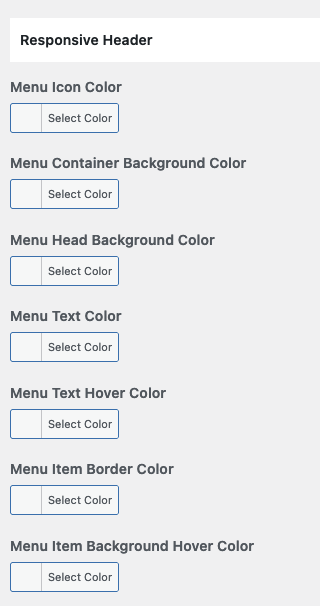 Responsive Header
Menu Icon Color
Select Color
Menu Container Background Color
Select Color
Menu Head Background Color
Select Color
Menu Text Color
Select Color
Menu Text Hover Color
Select Color
Menu Item Border Color
Select Color
Menu Item Background Hover Color
Select Color